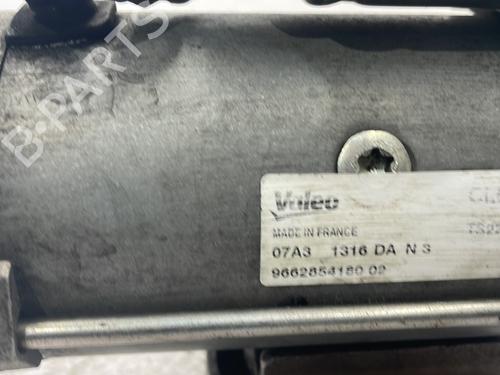 B-PARTS
Valeo
MADE IN FRANCE
07A3 1316 DA N 3
9662854180 02